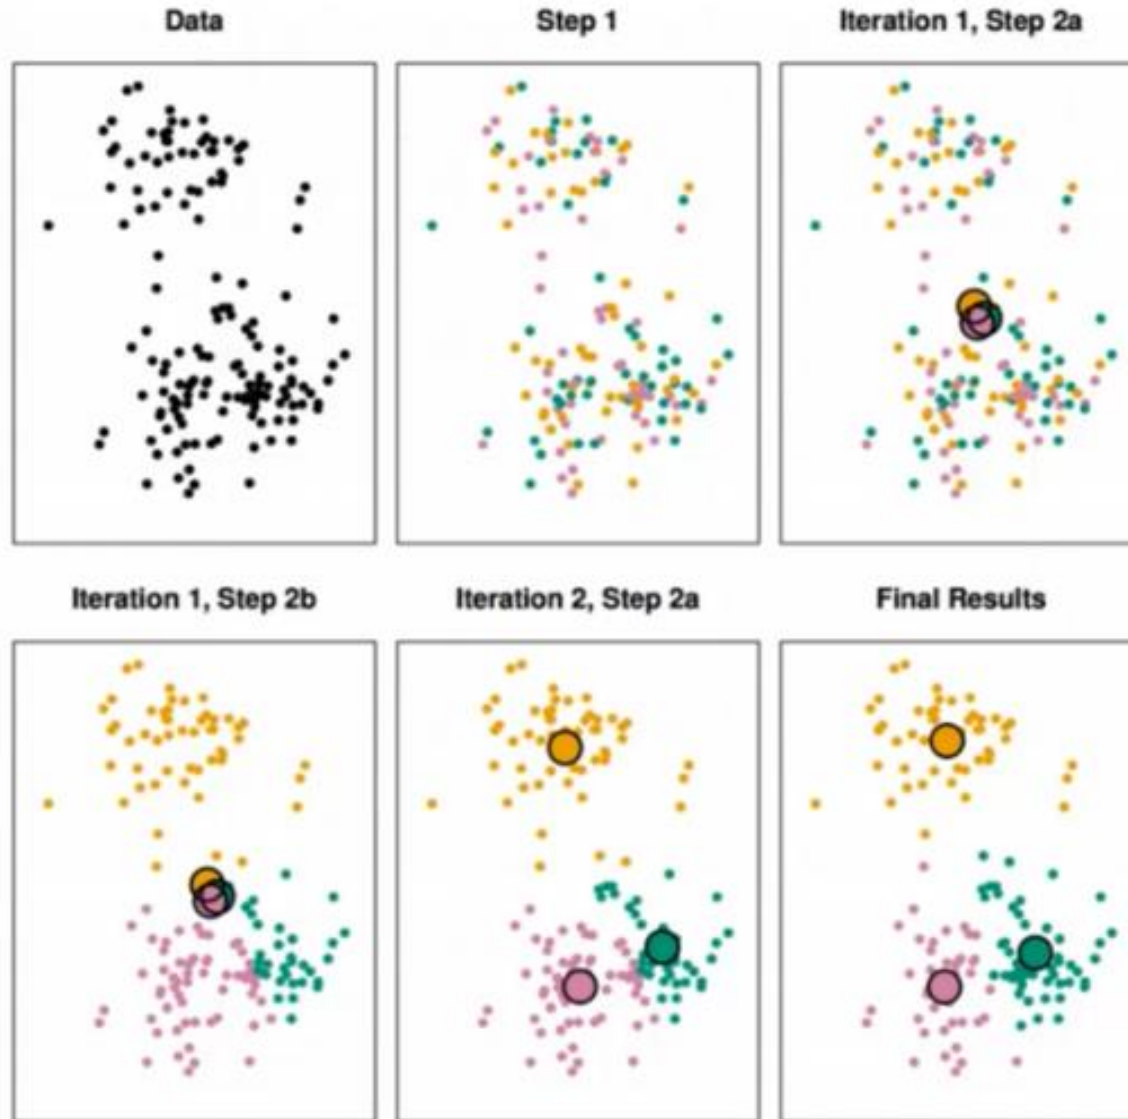 Data
Step 1
Iteration 1, Step 2a
Iteration 1, Step 2b
Iteration 2, Step 2a
Final Results